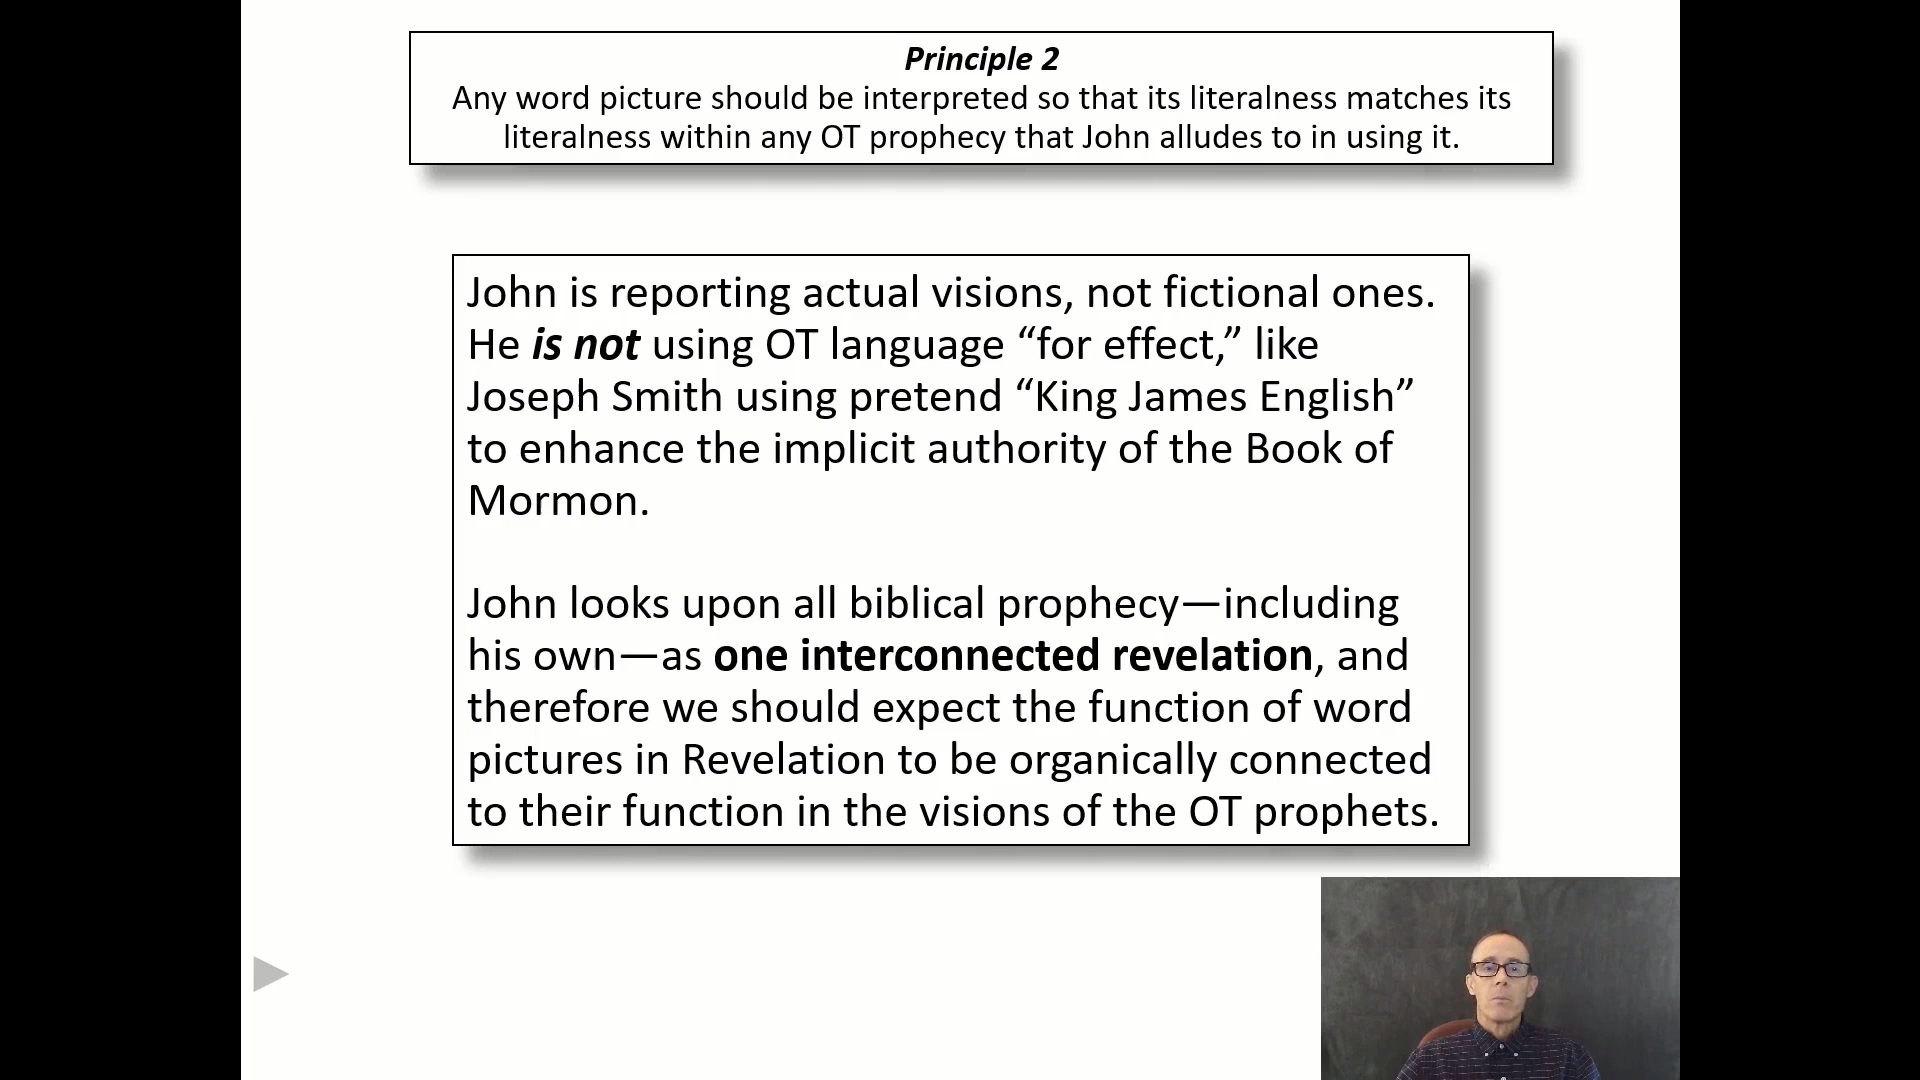 Principle 2
Any word picture should be interpreted so that its literalness matches its
literalness within any OT prophecy that John alludes to in using it.
John is reporting actual visions, not fictional ones.
He is not using OT language “for effect,” like
Joseph Smith using pretend “King James English”
to enhance the implicit authority of the Book of
Mormon.
John looks upon all biblical prophecy—including
his own—as one interconnected revelation, and
therefore we should expect the function of word
pictures in Revelation to be organically connected
to their function in the visions of the OT prophets.